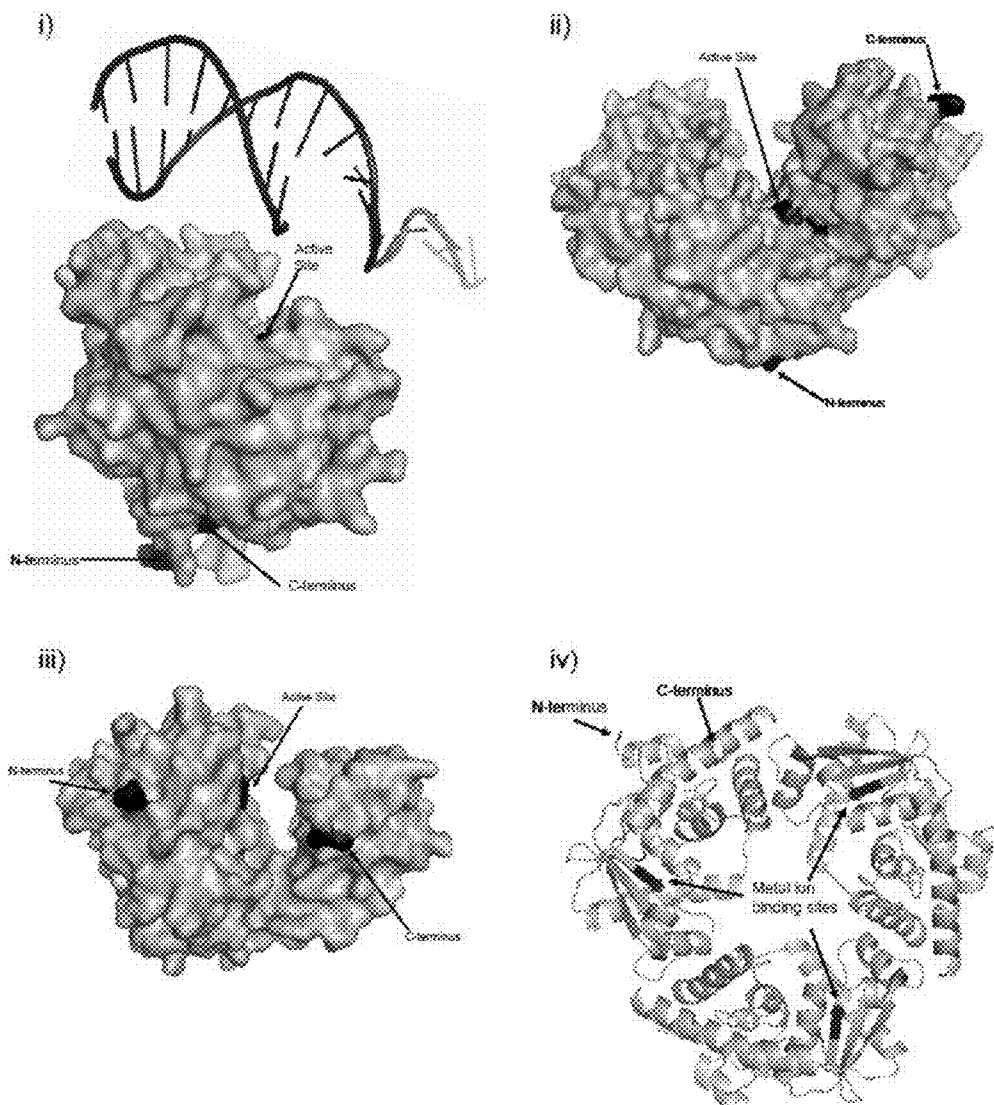 i)
Active
Site
N-terminus
C-terminus
ii)
Active Site
C-terminus
N-terminus
iii)
Active Site
N-terminus
C-terminus
iv)
C-terminus
N-terminus
Metal ion
binding sites